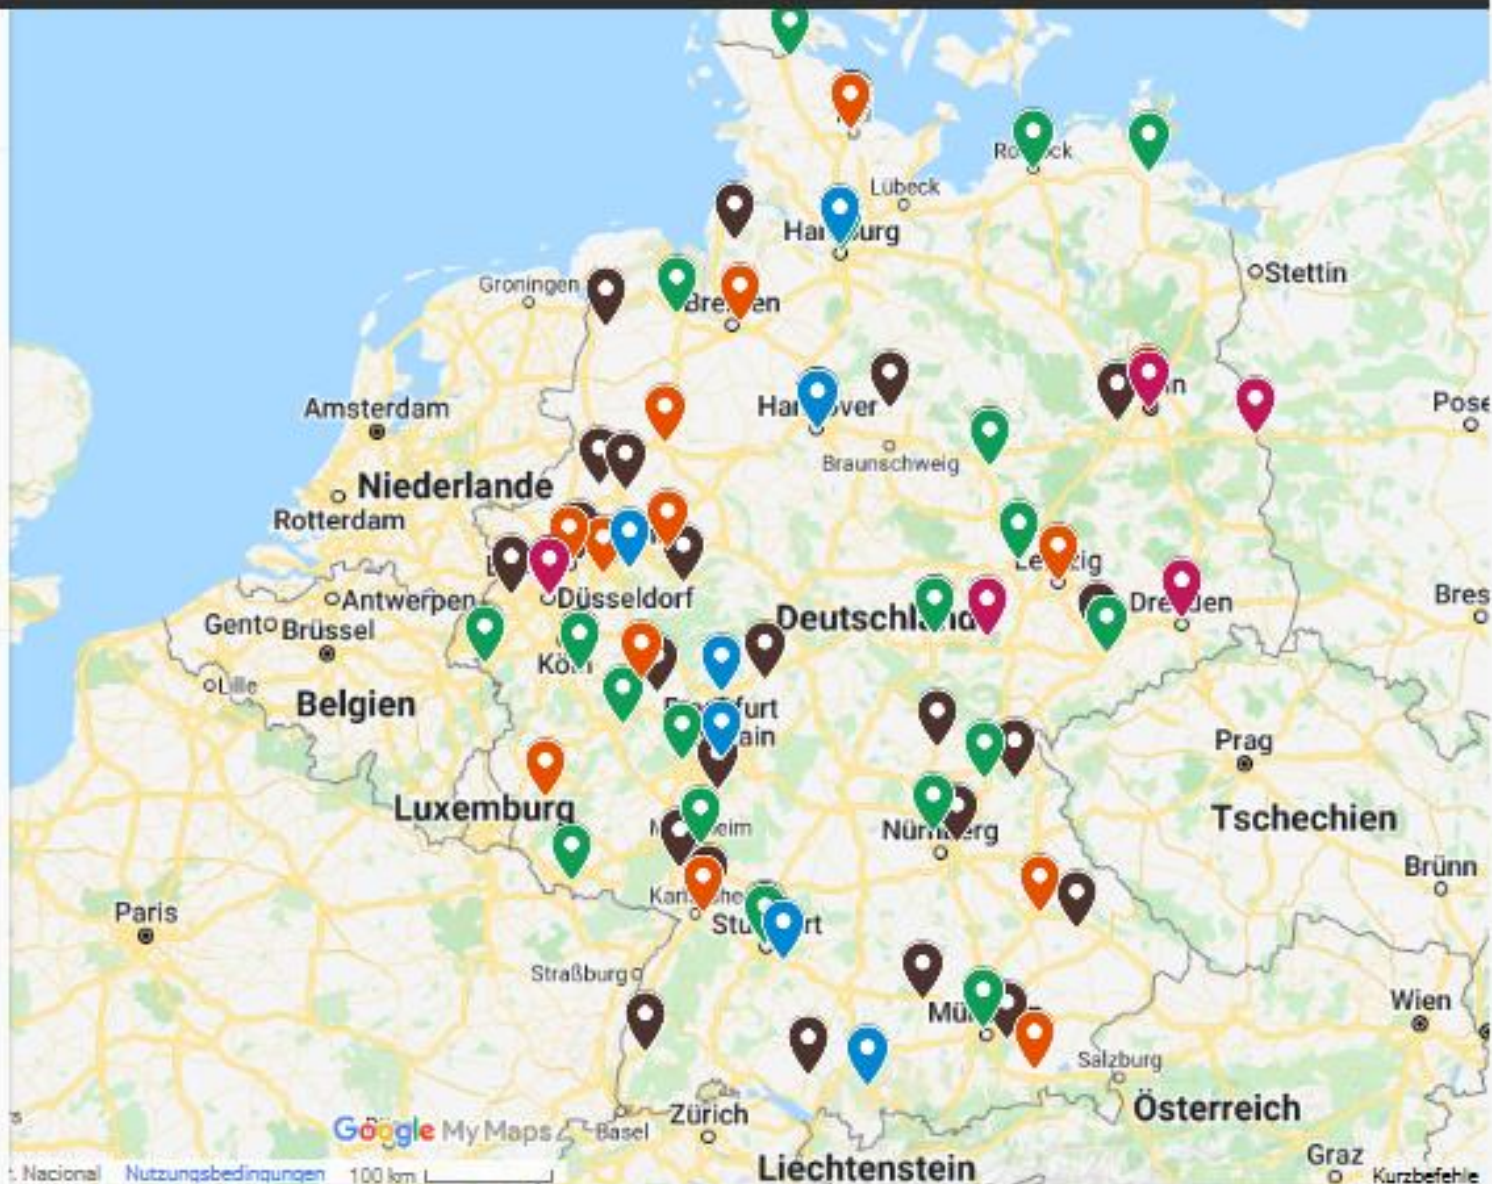 Lübeck
Stettin
Groningen
Amsterdam
Pose
Braunschweig
Niederlande
Rotterdam
Antwerpen
Düsseldorf
Bres
Gent
Brüssel
Deutschland
Lille
Belgien
Prag
Luxemburg
Tschechien
Brünn
Paris
Straßburg
Wien
Salzburg
Zürich
Österreich
Google My Maps
Basel
Liechtenstein
Graz
. Nacional Nutzungsbedingungen 100 km Kurzbefehle